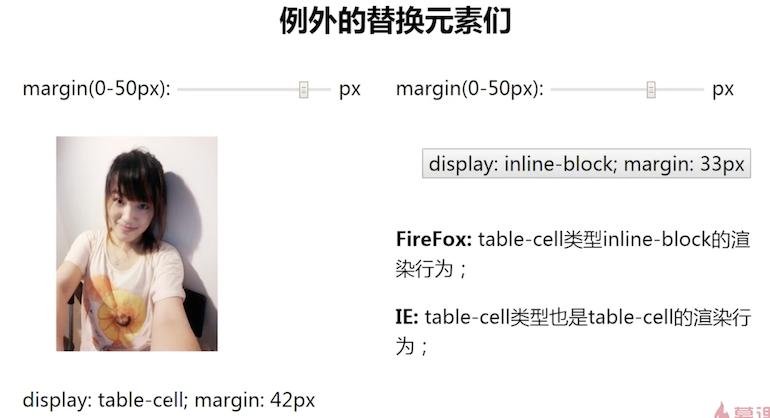 例外的替换元素们
margin(0-50px): px
margin(0-50px): px
display: inline-block; margin: 33px
FireFox: table-cell类型inline-block的渲
染行为；
IE: table-cell类型也是table-cell的渲染行
为；
display: table-cell; margin: 42px